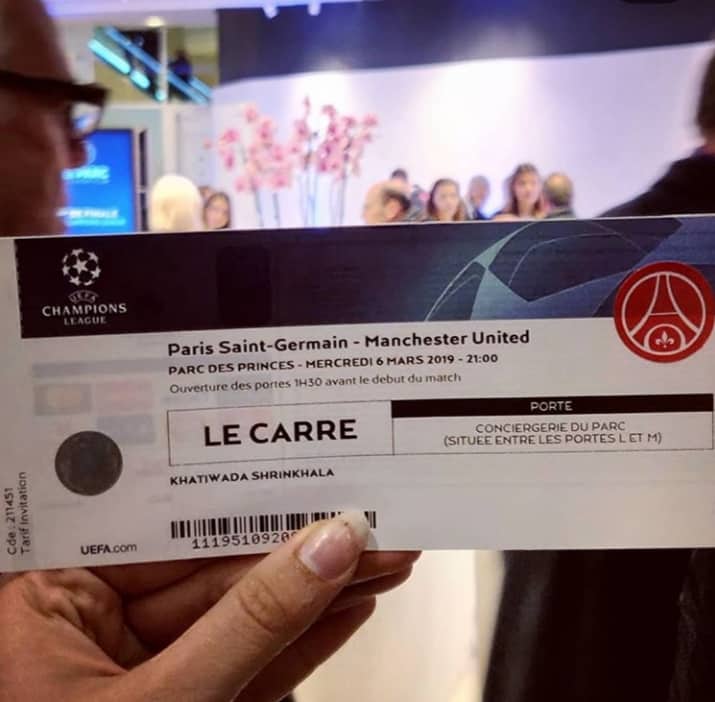 UEFA
CHAMPIONS
LEAGUE
Paris Saint-Germain - Manchester United
PARC DES PRINCES - MERCREDI 6 MARS 2019 - 21:00
Ouverture des portes 1H30 avant le debut du match
LE CARRE
PORTE
CONCIERGERIE DU PARC
(SITUEE ENTRE LES PORTES L ET M)
KHATIWADA SHRINKHALA
Cde : 211451
Tarif Invitation
UEFA.com